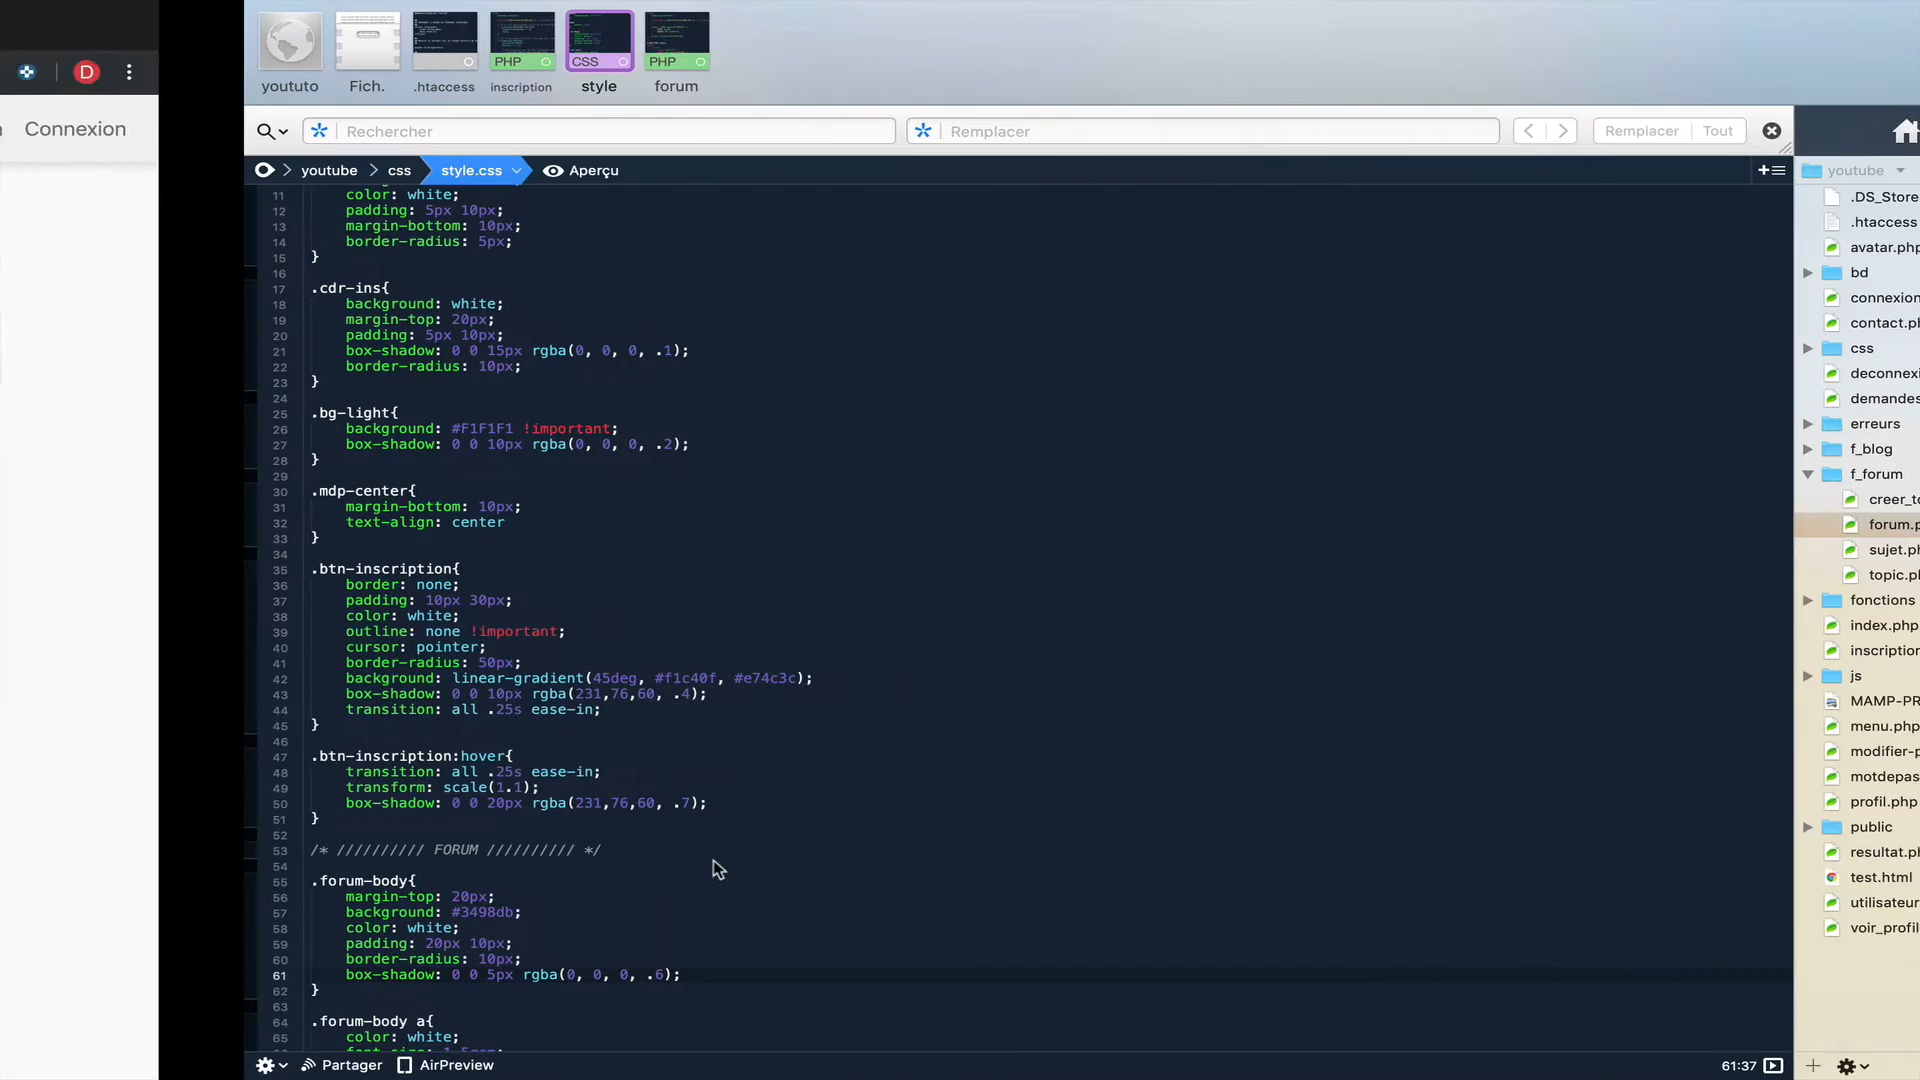 D
Connexion
PHP
CSS
PHP
yoututo
Fich.
.htaccess
inscription
style
forum
Rechercher
Remplacer
Remplacer
Tout
youtube
css
style.css
Aperçu
youtube
11 color: white;
12 padding: 5px 10px;
13 margin-bottom: 10px;
14 border-radius: 5px;
15 }
16
17 .cdr-ins{
18 background: white;
19 margin-top: 20px;
20 padding: 5px 10px;
21 box-shadow: 0 0 15px rgba(0, 0, 0, .1);
22 border-radius: 10px;
23 }
24
25 .bg-light{
26 background: #F1F1F1 !important;
27 box-shadow: 0 0 10px rgba(0, 0, 0, .2);
28 }
29
30 .mdp-center{
31 margin-bottom: 10px;
32 text-align: center
33 }
34
35 .btn-inscription{
36 border: none;
37 padding: 10px 30px;
38 color: white;
39 outline: none !important;
40 cursor: pointer;
41 border-radius: 50px;
42 background: linear-gradient(45deg, #f1c40f, #e74c3c);
43 box-shadow: 0 0 10px rgba(231,76,60, .4);
44 transition: all .25s ease-in;
45 }
46
47 .btn-inscription:hover{
48 transition: all .25s ease-in;
49 transform: scale(1.1);
50 box-shadow: 0 0 20px rgba(231,76,60, .7);
51 }
52
53 /* ////////// FORUM ////////// */
54
55 .forum-body{
56 margin-top: 20px;
57 background: #3498db;
58 color: white;
59 padding: 20px 10px;
60 border-radius: 10px;
61 box-shadow: 0 0 5px rgba(0, 0, 0, .6);
62 }
63
64 .forum-body a{
65 color: white;
.DS_Store
.htaccess
avatar.php
bd
connexion
contact.ph
css
deconnexi
demandes
erreurs
f_blog
f_forum
creer_to
forum.p
sujet.ph
topic.ph
fonctions
index.php
inscription
js
MAMP-PR
menu.php
modifier-p
motdepas
profil.php
public
resultat.ph
test.html
utilisateur
voir_profil
Partager
AirPreview
61:37